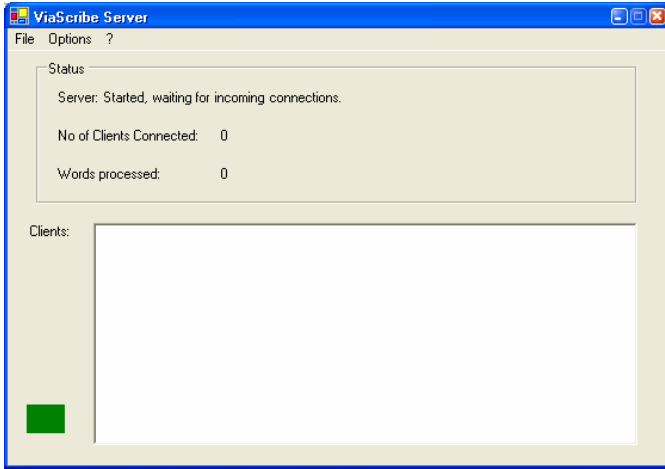 ViaScribe Server
File Options ?
Status
Server: Started, waiting for incoming connections.
No of Clients Connected: 0
Words processed: 0
Clients: